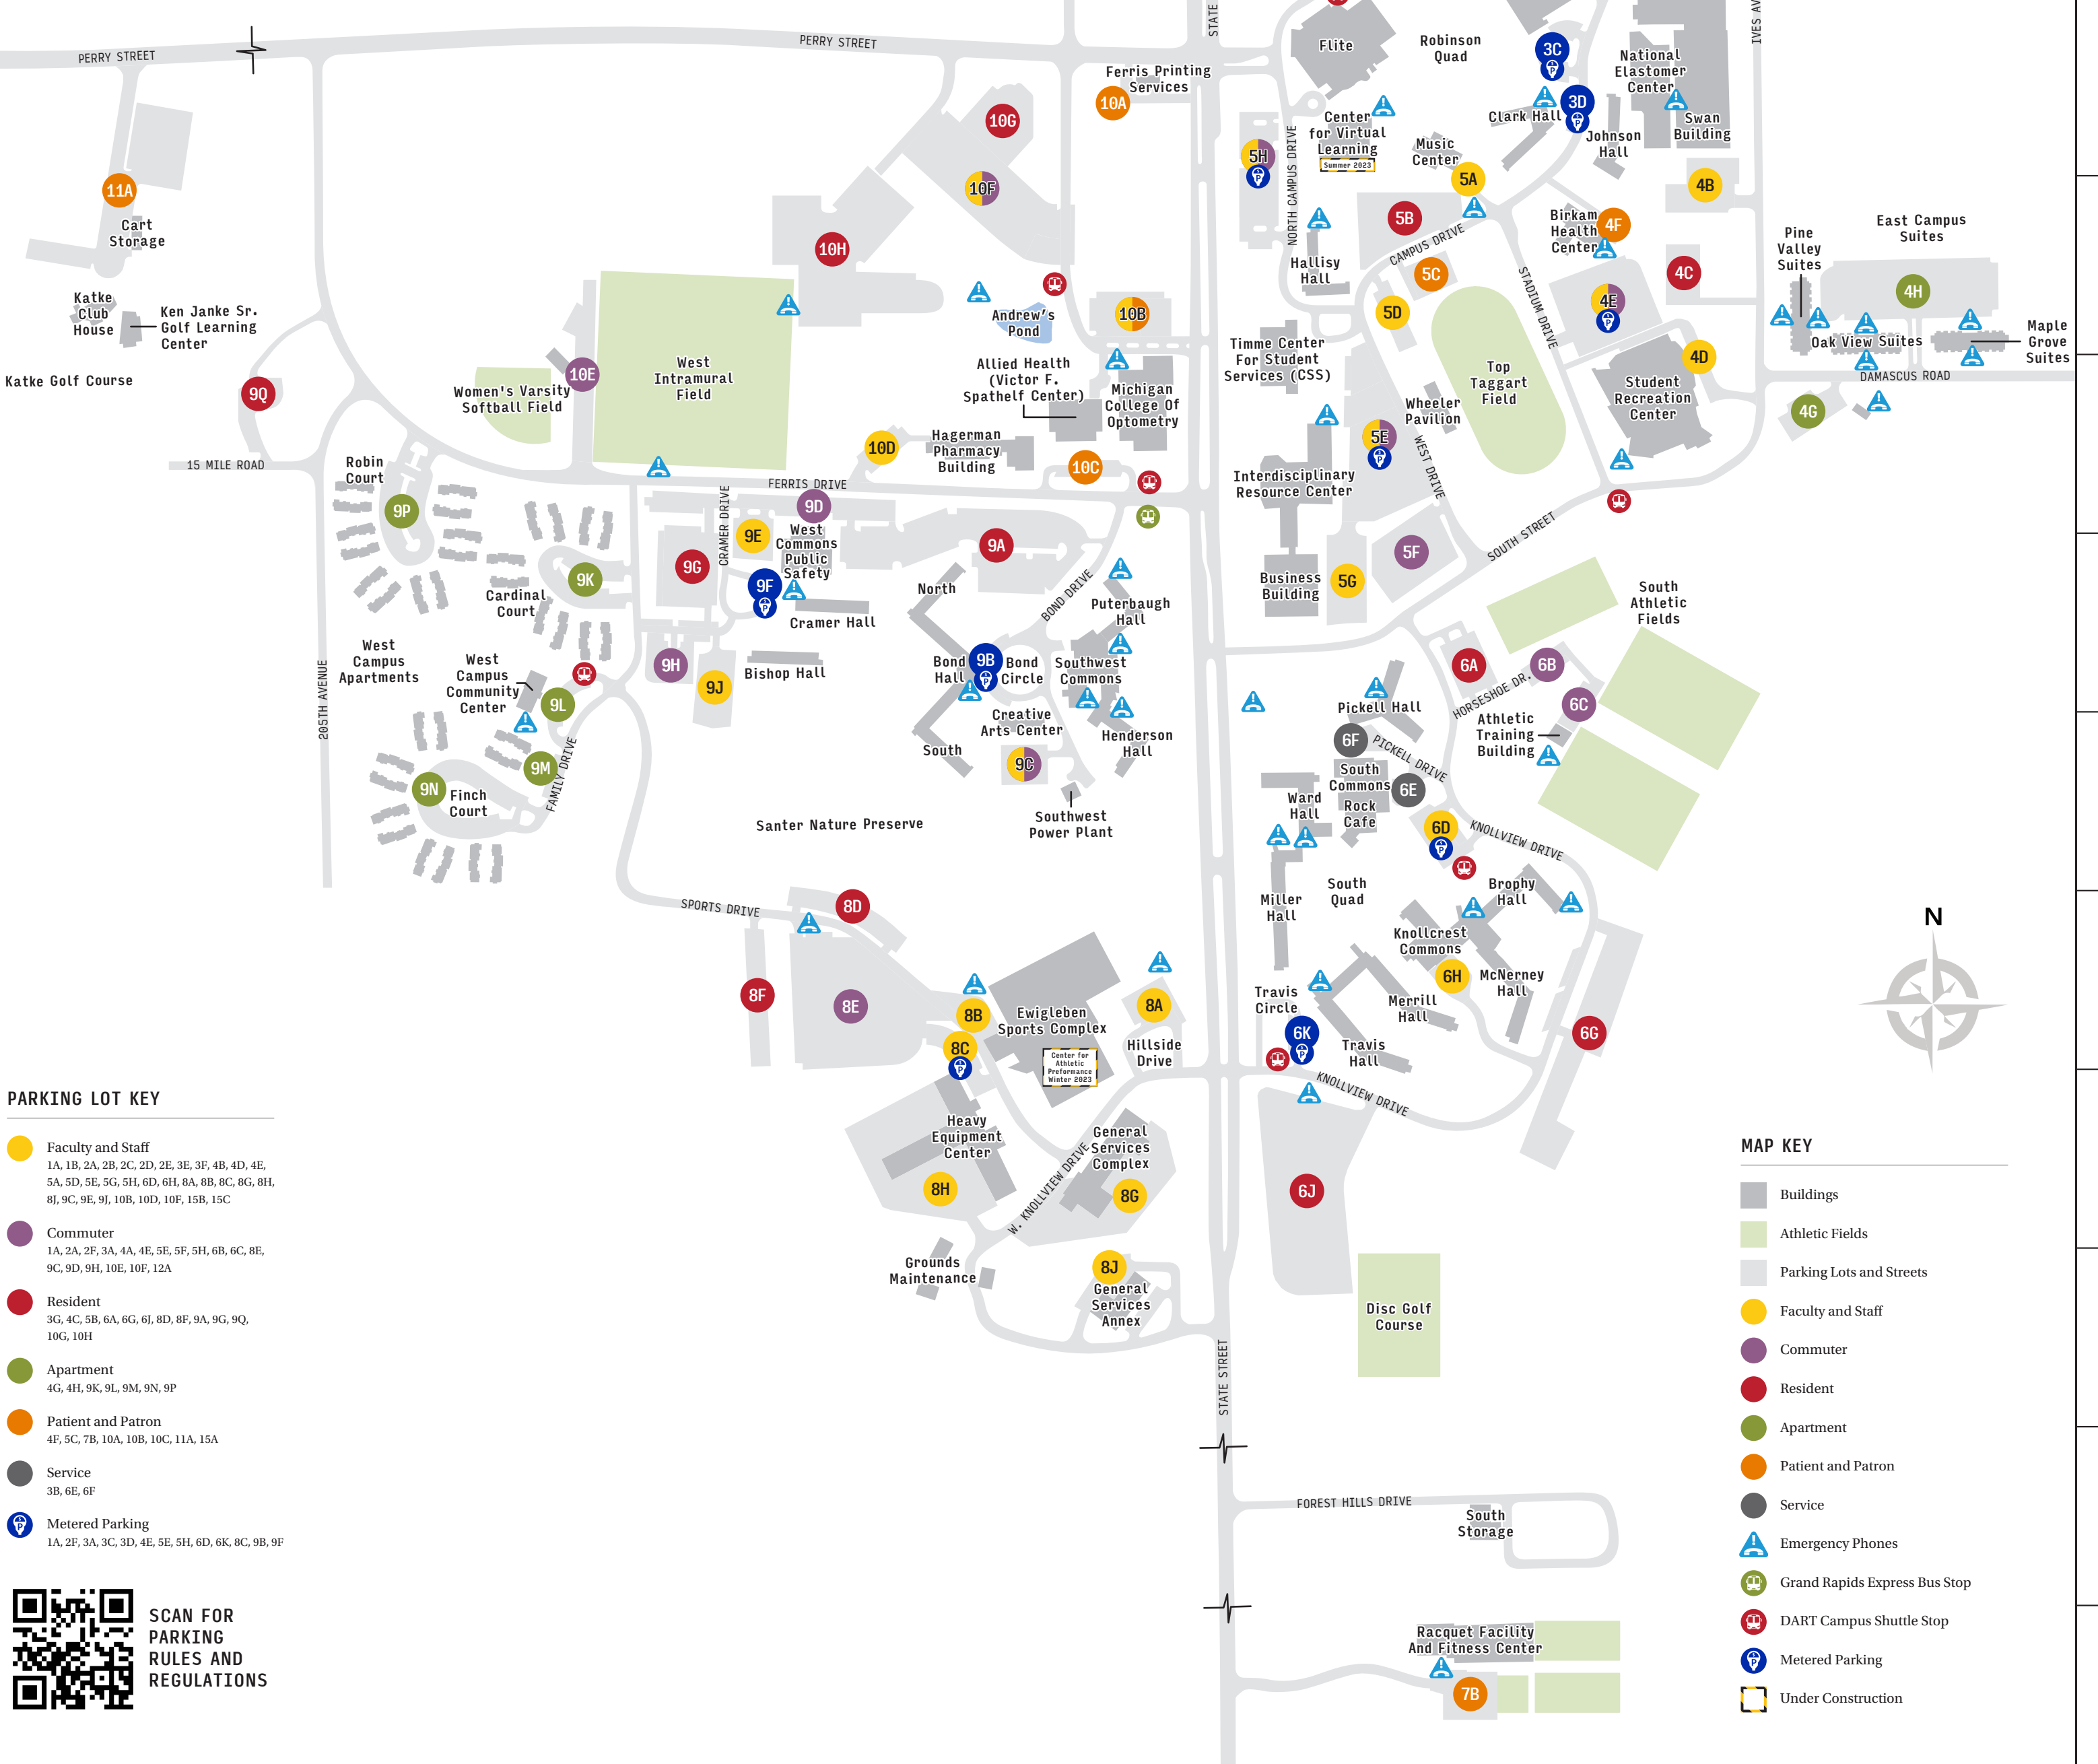 PERRY STREET
PERRY STREET
STATE
IVES AV
Flite
Robinson
Quad
3C
National
Elastomer
Center
Ferris Printing
Services
10A
10G
3D
Clark Hall
Swan
Building
Johnson
Hall
Center
for Virtual
Learning
Summer 2023
Music
Center
NORTH CAMPUS DRIVE
5H
5A
4B
11A
10F
Cart
Storage
5B
Birkam
Health
Center
4F
CAMPUS DRIVE
East Campus
Suites
Pine
Valley
Suites
10H
Hallisy
Hall
5C
4C
STADIUM DRIVE
4H
4E
Katke
Club
House
Ken Janke Sr.
Golf Learning
Center
Andrew's
Pond
10B
5D
Oak View Suites
Maple
Grove
Suites
Timme Center
For Student
Services (CSS)
4D
Katke Golf Course
9Q
10E
West
Intramural
Field
Women's Varsity
Softball Field
Allied Health
(Victor F.
Spathelf Center)
Michigan
College Of
Optometry
Top
Taggart
Field
Student
Recreation
Center
DAMASCUS ROAD
4G
Wheeler
Pavilion
5E
WEST DRIVE
10D
Hagerman
Pharmacy
Building
10C
15 MILE ROAD
Robin
Court
Interdisciplinary
Resource Center
FERRIS DRIVE
9P
CRAMER DRIVE
9D
9E
West
Commons
Public
Safety
9A
SOUTH STREET
5F
9G
9K
9F
Cardinal
Court
North
BOND DRIVE
Puterbaugh
Hall
Business
Building
5G
South
Athletic
Fields
Cramer Hall
205TH AVENUE
West
Campus
Apartments
West
Campus
Community
Center
9H
9J
Bishop Hall
Bond
Hall
9B
Bond
Circle
Southwest
Commons
6A
6B
HORSESHOE DR.
6C
9L
Pickell Hall
Creative
Arts Center
Henderson
Hall
Athletic
Training
Building
6F
PICKELL DRIVE
South
9C
9M
9N
Finch
Court
FAMILY DRIVE
South
Commons
6E
Rock
Cafe
Ward
Hall
Santer Nature Preserve
Southwest
Power Plant
6D
KNOLLVIEW DRIVE
SPORTS DRIVE
8D
Miller
Hall
South
Quad
Brophy
Hall
N
Knollcrest
Commons
6H
McNerney
Hall
8F
8E
8B
8C
Ewigleben
Sports Complex
Center for
Athletic
Preformance
Winter 2023
8A
Hillside
Drive
Travis
Circle
6K
Merrill
Hall
Travis
Hall
6G
KNOLLVIEW DRIVE
Heavy
Equipment
Center
8H
W. KNOLLVIEW DRIVE
General
Services
Complex
8G
6J
Grounds
Maintenance
8J
General
Services
Annex
Disc Golf
Course
STATE STREET
FOREST HILLS DRIVE
South
Storage
Racquet Facility
And Fitness Center
7B
PARKING LOT KEY
Faculty and Staff
1A, 1B, 2A, 2B, 2C, 2D, 2E, 3E, 3F, 4B, 4D, 4E,
5A, 5D, 5E, 5G, 5H, 6D, 6H, 8A, 8B, 8C, 8G, 8H,
8J, 9C, 9E, 9J, 10B, 10D, 10F, 15B, 15C
Commuter
1A, 2A, 2F, 3A, 4A, 4E, 5E, 5F, 5H, 6B, 6C, 8E,
9C, 9D, 9H, 10E, 10F, 12A
Resident
3G, 4C, 5B, 6A, 6G, 6J, 8D, 8F, 9A, 9G, 9Q,
10G, 10H
Apartment
4G, 4H, 9K, 9L, 9M, 9N, 9P
Patient and Patron
4F, 5C, 7B, 10A, 10B, 10C, 11A, 15A
Service
3B, 6E, 6F
Metered Parking
1A, 2F, 3A, 3C, 3D, 4E, 5E, 5H, 6D, 6K, 8C, 9B, 9F
SCAN FOR
PARKING
RULES AND
REGULATIONS
MAP KEY
Buildings
Athletic Fields
Parking Lots and Streets
Faculty and Staff
Commuter
Resident
Apartment
Patient and Patron
Service
Emergency Phones
Grand Rapids Express Bus Stop
DART Campus Shuttle Stop
Metered Parking
Under Construction